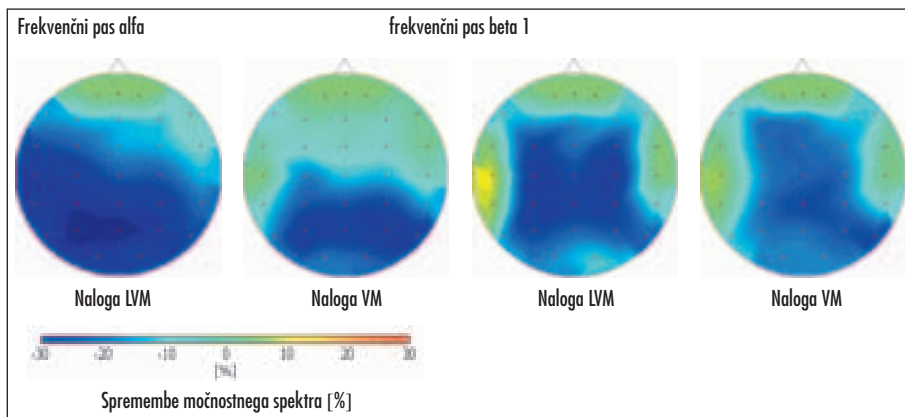 Frekvenčni pas alfa frekvenčni pas beta 1
Naloga LVM Naloga VM Naloga LVM Naloga VM
-30 -20 -10 0 10 20 30
[%]
Spremembe močnostnega spektra [%]